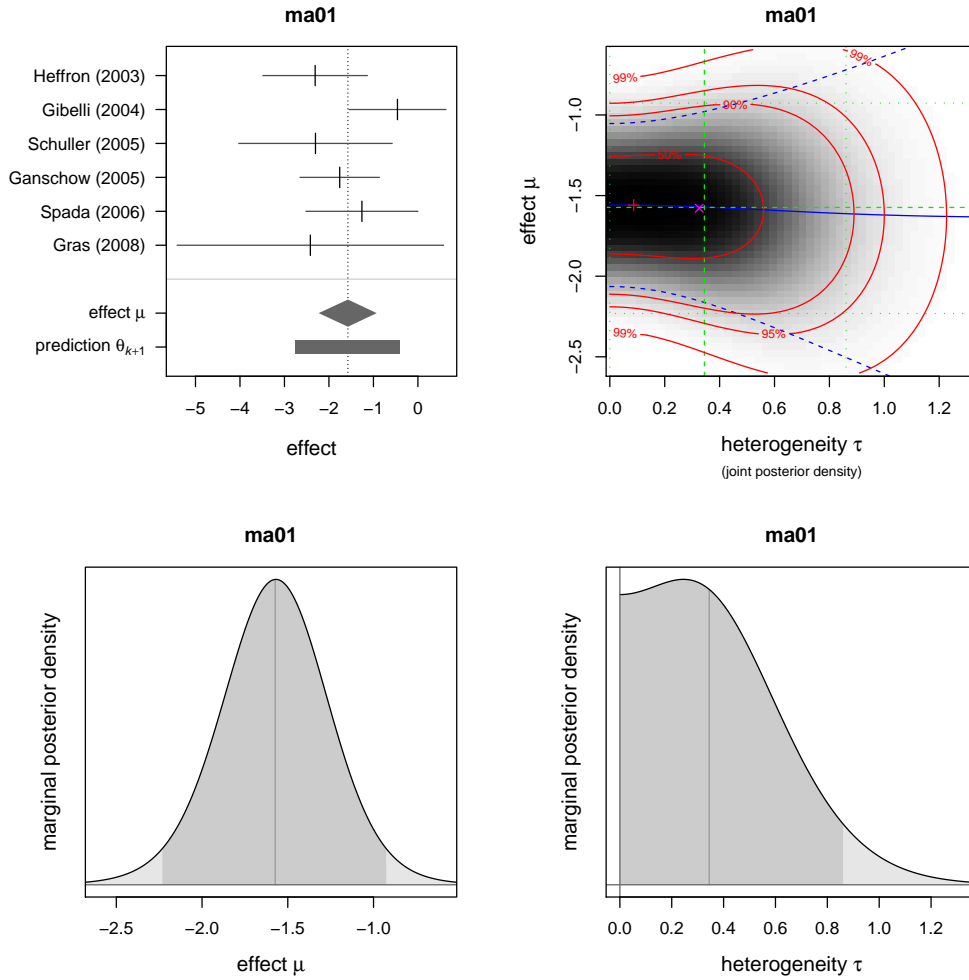 ma01
Heffron (2003)
Gibelli (2004)
Schuller (2005)
Ganschow (2005)
Spada (2006)
Gras (2008)
effect μ
prediction θk+1
−5 −4 −3 −2 −1 0
effect
ma01
effect μ
−1.0
−1.5
−2.0
−2.5
99%
99%
90%
50%
95%
99%
0.0 0.2 0.4 0.6 0.8 1.0 1.2
heterogeneity τ
(joint posterior density)
ma01
marginal posterior density
−2.5 −2.0 −1.5 −1.0
effect μ
ma01
marginal posterior density
0.0 0.2 0.4 0.6 0.8 1.0 1.2
heterogeneity τ